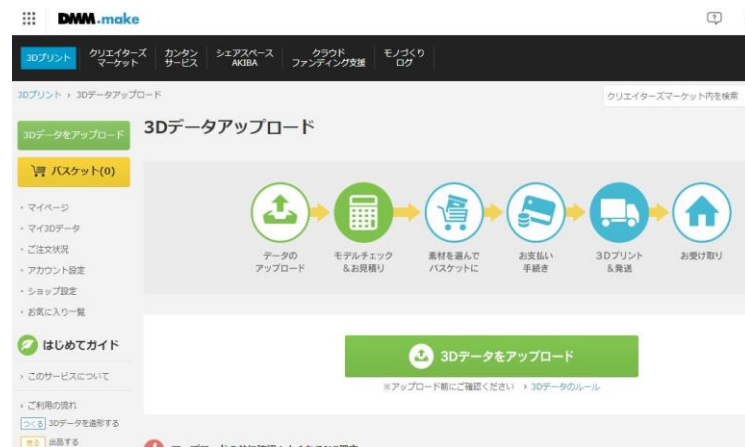 DMM.make
3Dプリント
クリエイターズ
マーケット
カンタン
サービス
シェアスペース
AKIBA
クラウド
ファンディング支援
モノづくり
ログ
3Dプリント › 3Dデータアップロード
クリエイターズマーケット内を検索
3Dデータをアップロード
バスケット(0)
・マイページ
・マイ3Dデータ
・ご注文状況
・アカウント設定
・ショップ設定
・お気に入り一覧
はじめてガイド
› このサービスについて
› ご利用の流れ
つくる 3Dデータを造形する
売る 出品する
3Dデータアップロード
データの
アップロード
モデルチェック
&お見積り
素材を選んで
バスケットに
お支払い
手続き
3Dプリント
&発送
お受け取り
3Dデータをアップロード
※アップロード前にご確認ください › 3Dデータのルール